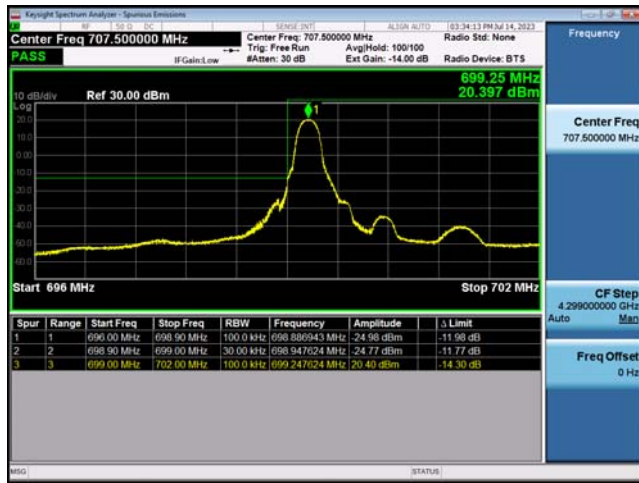 Keysight Spectrum Analyzer - Spurious Emissions
RF 50 Ω DC SENSE:INT ALIGN AUTO 03:34:13 PM Jul 14, 2023
Center Freq 707.500000 MHz
Center Freq: 707.500000 MHz
Radio Std: None
Trig: Free Run
Avg|Hold: 100/100
PASS
IFGain:Low
#Atten: 30 dB
Ext Gain: -14.00 dB
Radio Device: BTS
699.25 MHz
20.397 dBm
10 dB/div Ref 30.00 dBm
Log
20.0
10.0
0.00
10.0
20.0
30.0
40.0
50.0
60.0
1
Start 696 MHz Stop 702 MHz
Spur Range Start Freq Stop Freq RBW Frequency Amplitude Δ Limit
1 1 696.00 MHz 698.90 MHz 100.0 kHz 698.886943 MHz -24.98 dBm -11.98 dB
2 2 698.90 MHz 699.00 MHz 30.00 kHz 698.947624 MHz -24.77 dBm -11.77 dB
3 3 699.00 MHz 702.00 MHz 100.0 kHz 699.247624 MHz 20.40 dBm -14.30 dB
MSG STATUS
Frequency
Center Freq
707.500000 MHz
CF Step
4.299000000 GHz
Auto Man
Freq Offset
0 Hz